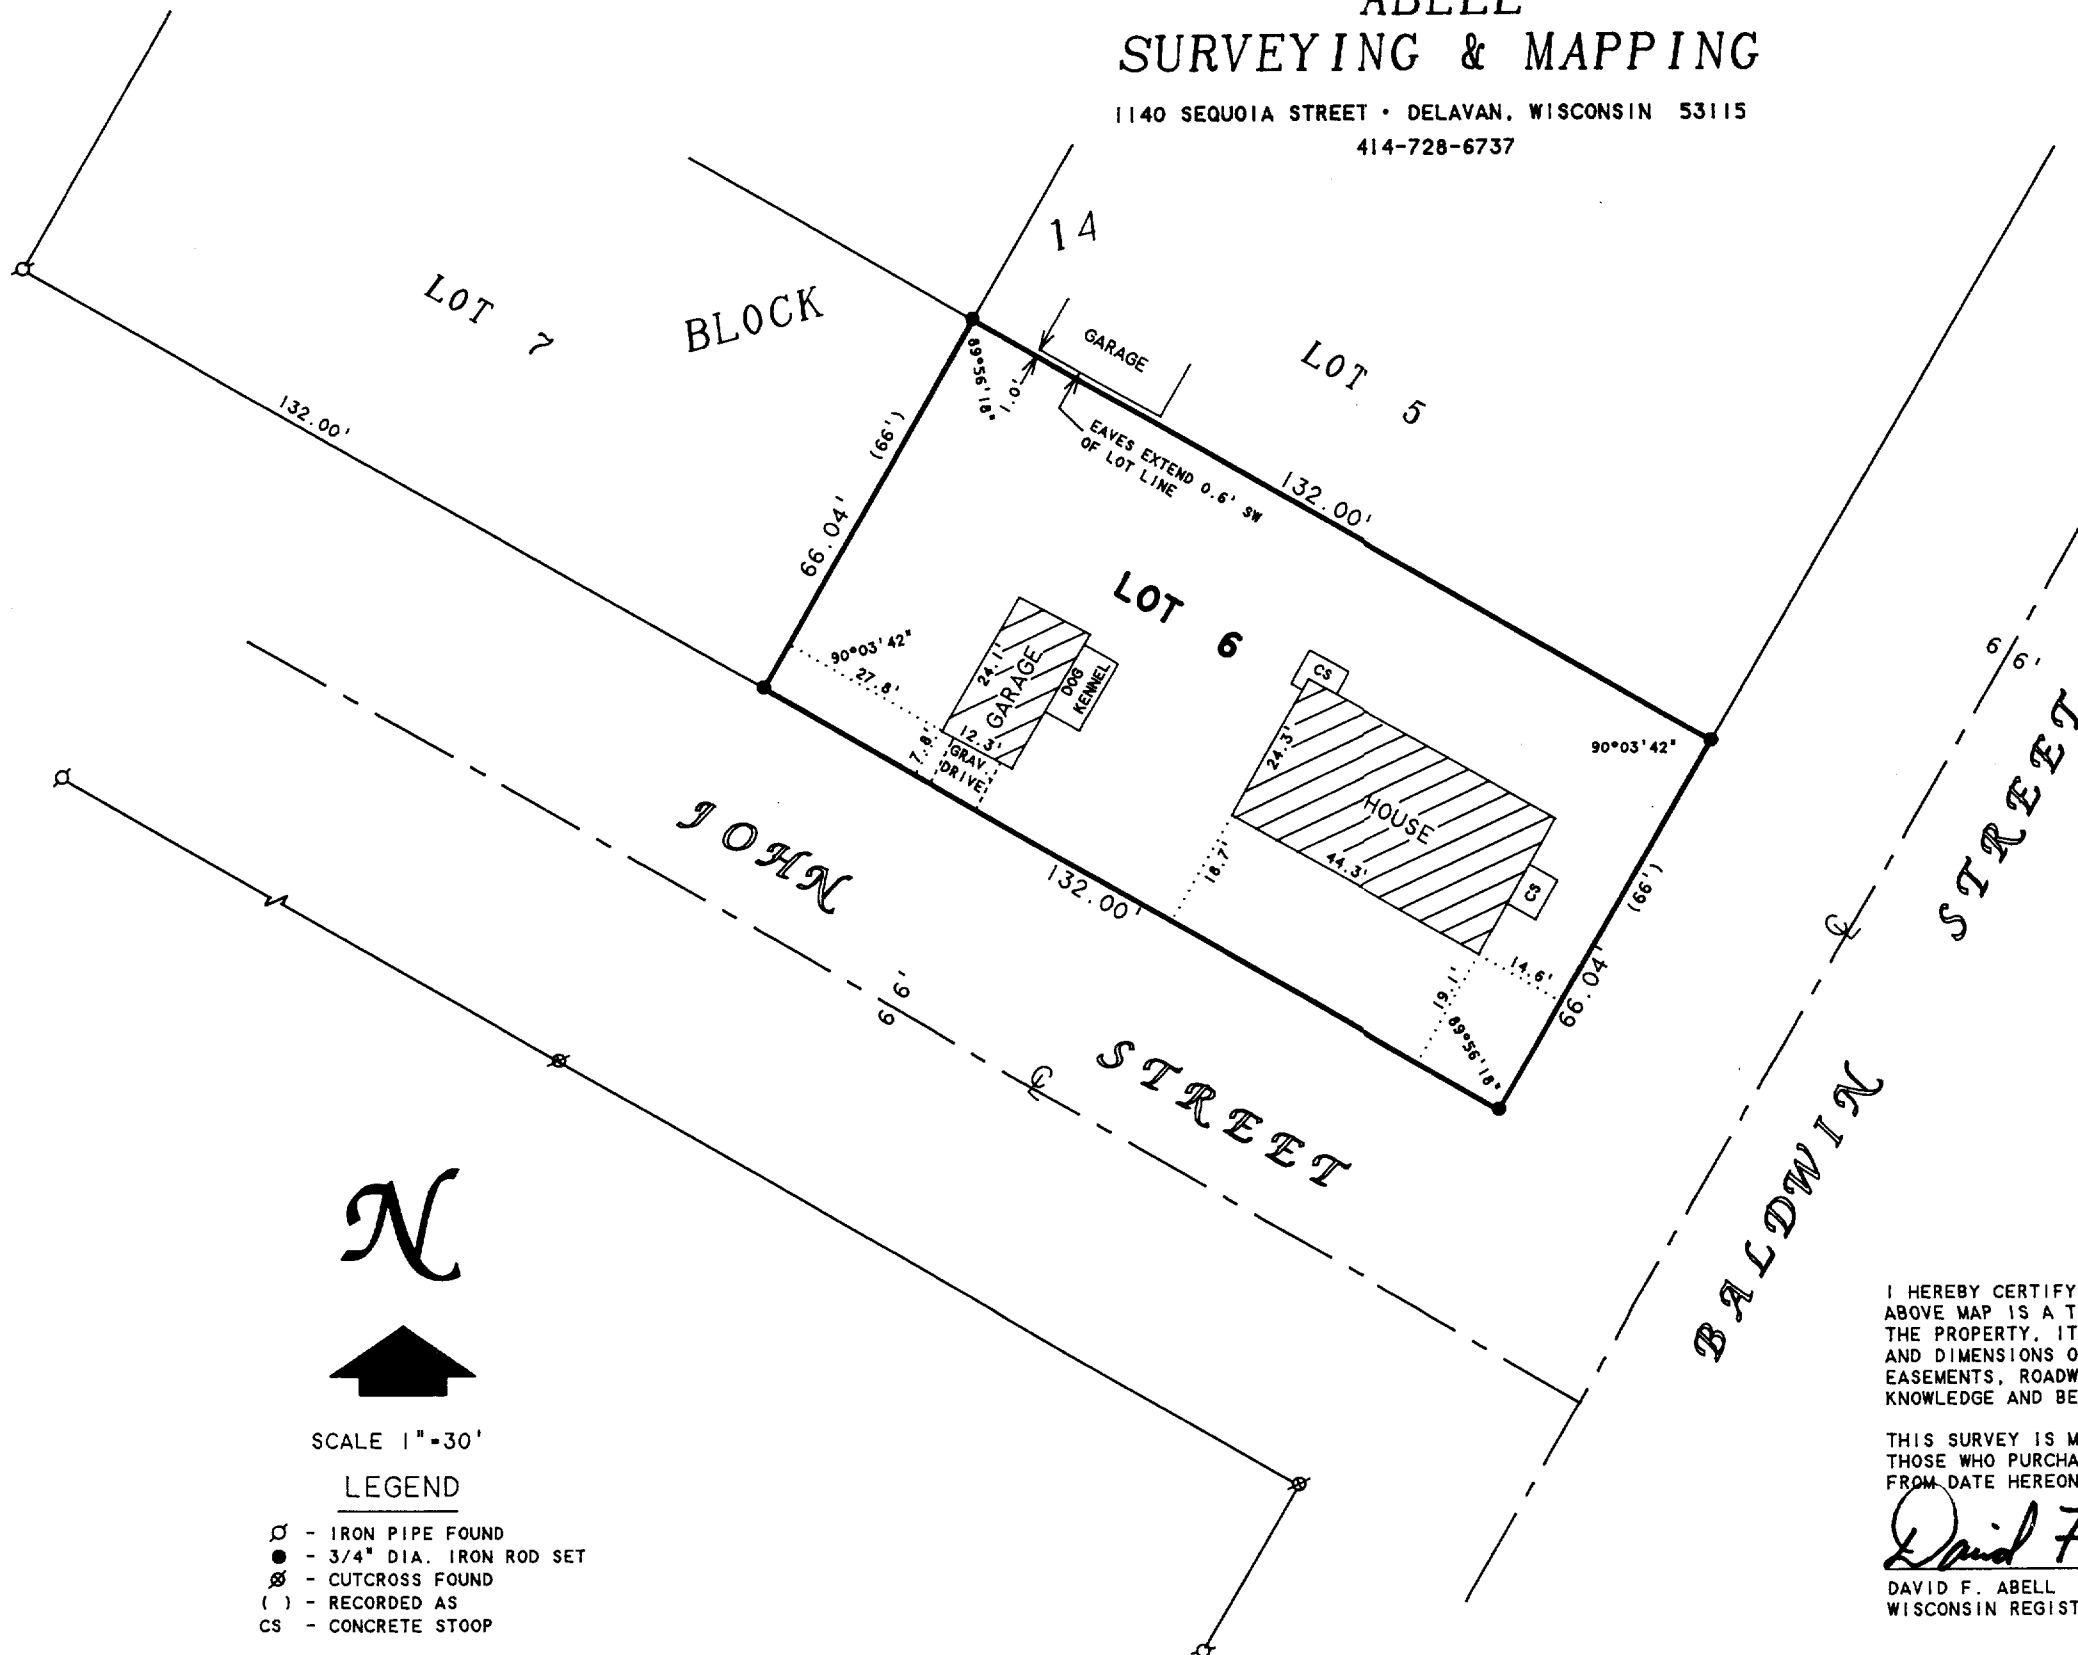 ABELL
SURVEYING & MAPPING
1140 SEQUOIA STREET • DELAVAN, WISCONSIN 53115
414-728-6737
14
BLOCK
LOT 7
132.00'
LOT 5
GARAGE
1.0'
EAVES EXTEND 0.6' SW
OF LOT LINE
132.00'
89°56'18"
(66')
66.04'
LOT 6
90°03'42"
27.8'
24.1'
GARAGE
12.3'
DOG
KENNEL
7.8'
GRAV.
DRIVE
CS
24.3'
HOUSE
44.3'
CS
90°03'42"
(66')
66.04'
18.7'
14.6'
19.1'
89°56'18"
132.00'
JOHN STREET
66'
℄
66'
℄
BALDWIN STREET
N
SCALE 1"=30'
LEGEND
- IRON PIPE FOUND
● - 3/4" DIA. IRON ROD SET
- CUTCROSS FOUND
( ) - RECORDED AS
CS - CONCRETE STOOP
I HEREBY CERTIFY
ABOVE MAP IS A T
THE PROPERTY, IT
AND DIMENSIONS O
EASEMENTS, ROADW
KNOWLEDGE AND BE
THIS SURVEY IS M
THOSE WHO PURCHA
FROM DATE HEREON
David F
DAVID F. ABELL
WISCONSIN REGIST